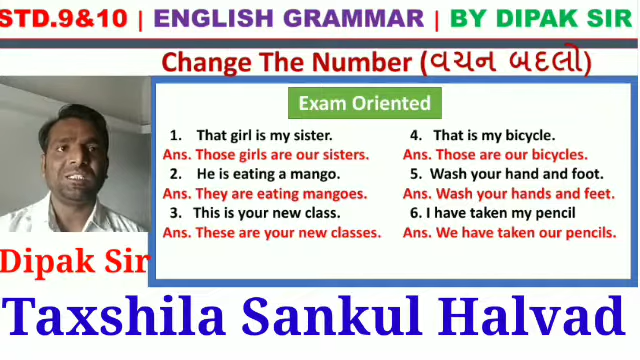 STD.9&10 | ENGLISH GRAMMAR | BY DIPAK SIR
Change The Number (વચન બદલો)
Exam Oriented
1. That girl is my sister.
Ans. Those girls are our sisters.
2. He is eating a mango.
Ans. They are eating mangoes.
3. This is your new class.
Ans. These are your new classes.
4. That is my bicycle.
Ans. Those are our bicycles.
5. Wash your hand and foot.
Ans. Wash your hands and feet.
6. I have taken my pencil
Ans. We have taken our pencils.
Dipak Sir
Taxshila Sankul Halvad